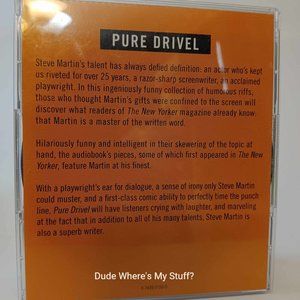 PURE DRIVEL
Steve Martin's talent has always defied definition: an actor who's kept
us riveted for over 25 years, a razor-sharp screenwriter, an acclaimed
playwright. In this ingeniously funny collection of humorous riffs,
those who thought Martin's gifts were confined to the screen will
discover what readers of The New Yorker magazine already know:
that Martin is a master of the written word.
Hilariously funny and intelligent in their skewering of the topic at
hand, the audiobook's pieces, some of which first appeared in The New
Yorker, feature Martin at his finest.
With a playwright's ear for dialogue, a sense of irony only Steve Martin
could muster, and a first-class comic ability to perfectly time the punch
line, Pure Drivel will have listeners crying with laughter, and marveling
at the fact that in addition to all of his many talents, Steve Martin is
also a superb writer.
Dude Where's My Stuff?